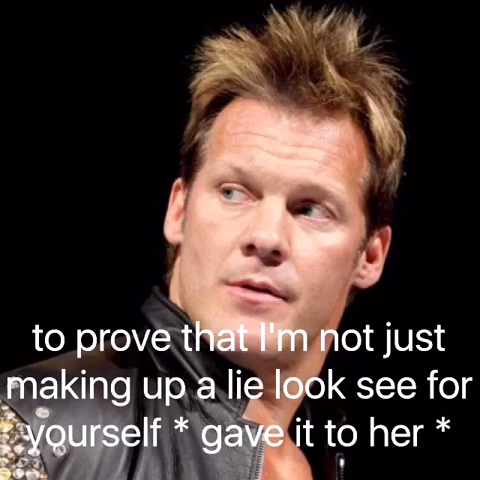 to prove that I'm not just
making up a lie look see for
yourself * gave it to her *